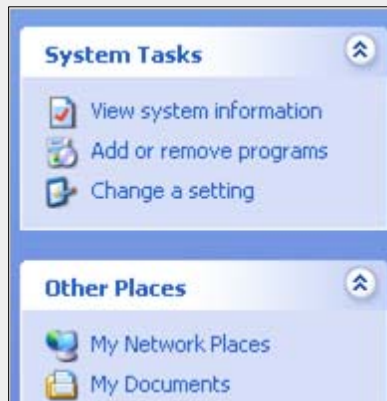 System Tasks
View system information
Add or remove programs
Change a setting
Other Places
My Network Places
My Documents